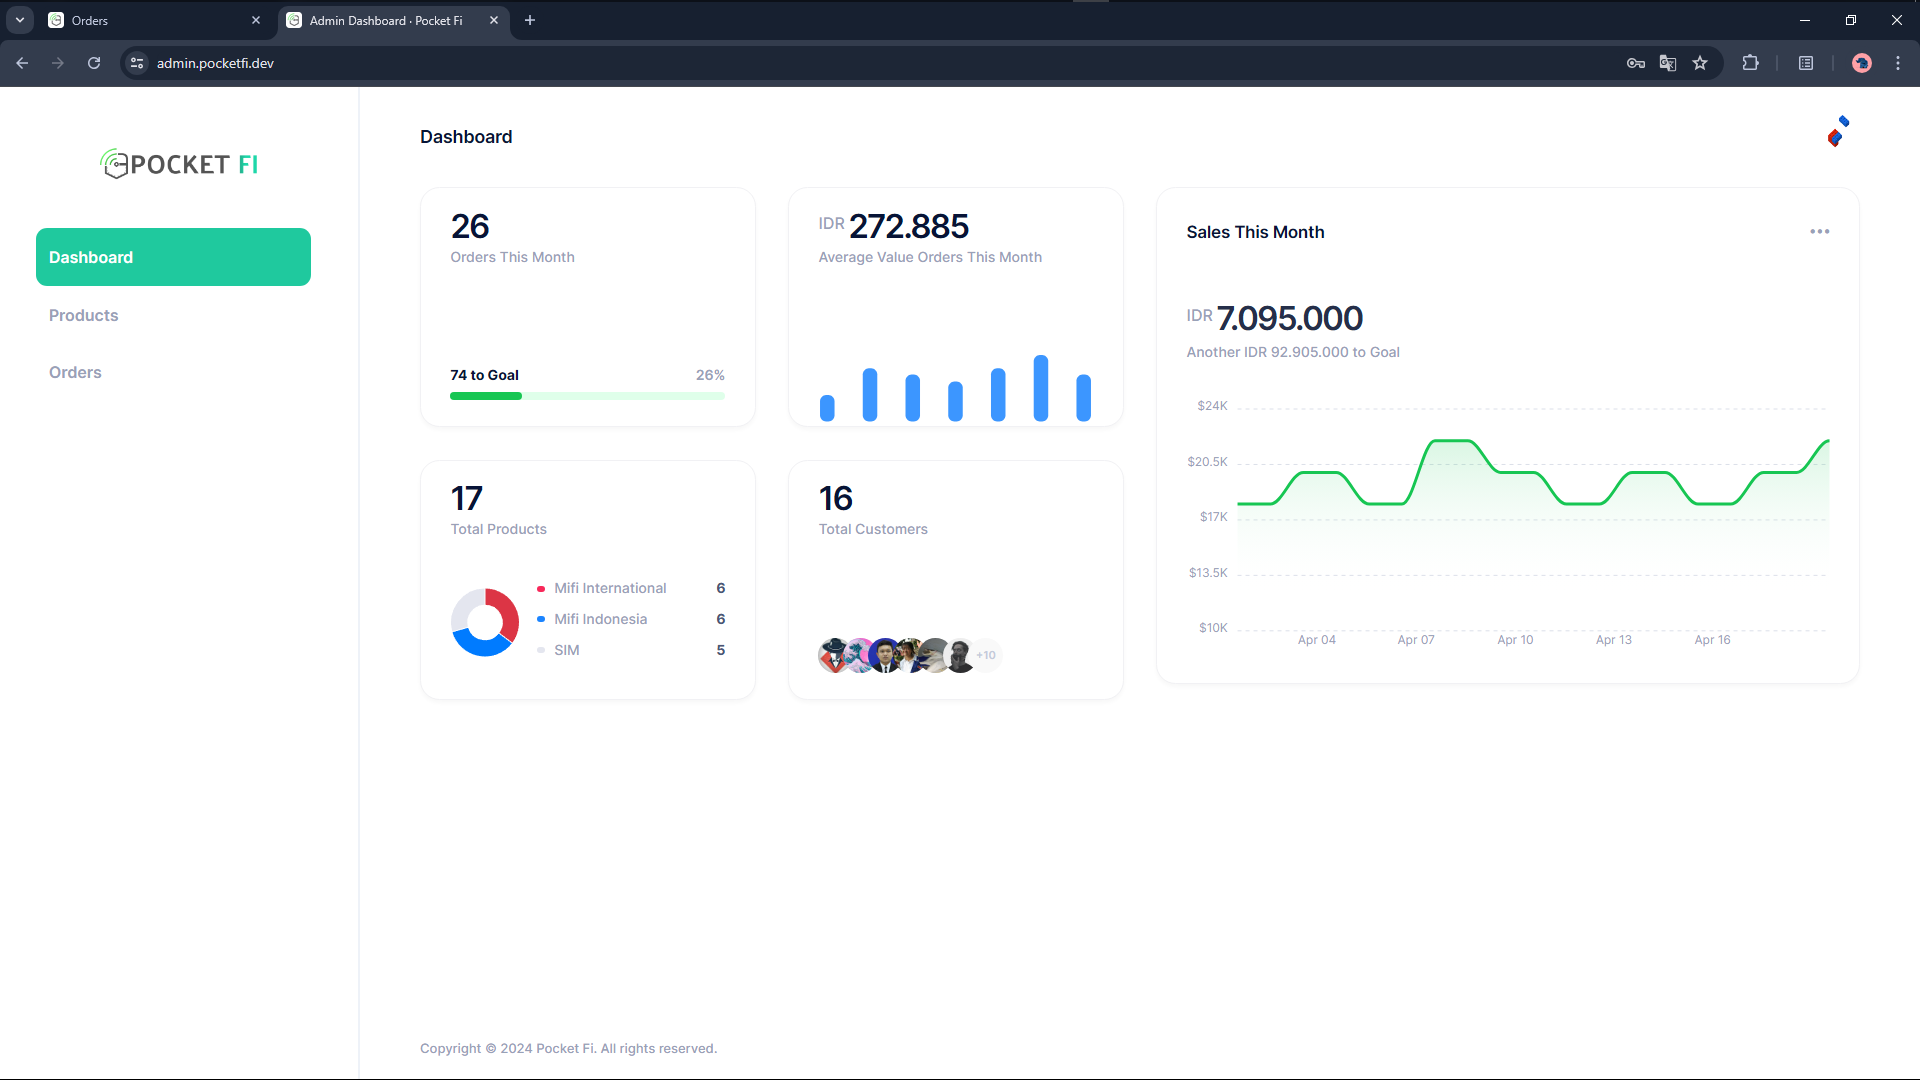 Orders
Admin Dashboard · Pocket Fi
admin.pocketfi.dev
POCKET FI
Dashboard
Products
Orders
Dashboard
26
Orders This Month
74 to Goal 26%
IDR 272.885
Average Value Orders This Month
Sales This Month
IDR 7.095.000
Another IDR 92.905.000 to Goal
$24K
$20.5K
$17K
$13.5K
$10K
Apr 04 Apr 07 Apr 10 Apr 13 Apr 16
17
Total Products
Mifi International 6
Mifi Indonesia 6
SIM 5
16
Total Customers
+10
Copyright © 2024 Pocket Fi. All rights reserved.